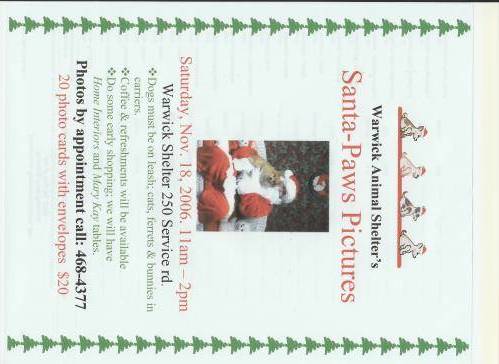 Warwick Animal Shelter's
Santa-Paws Pictures
Saturday, Nov. 18, 2006, 11am – 2pm
Warwick Shelter 250 Service rd.
❖Dogs must be on leash; cats, ferrets & bunnies in
carriers.
❖Coffee & refreshments will be available
❖Do some early shopping; we will have
Home Interiors and Mary Kay tables.
Photos by appointment call: 468-4377
20 photo cards with envelopes $20